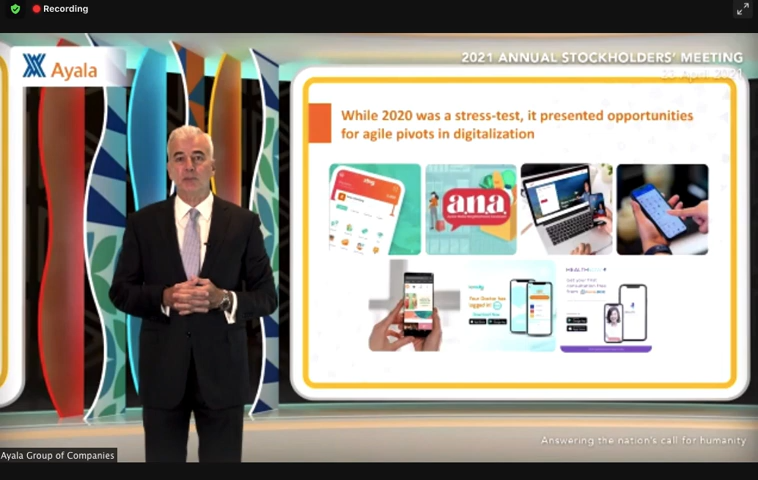 Recording
Ayala
2021 ANNUAL STOCKHOLDERS' MEETING
23 April 2021
While 2020 was a stress-test, it presented opportunities
for agile pivots in digitalization
ana.
HEALTH
Answering the nation's call for humanity
Ayala Group of Companies